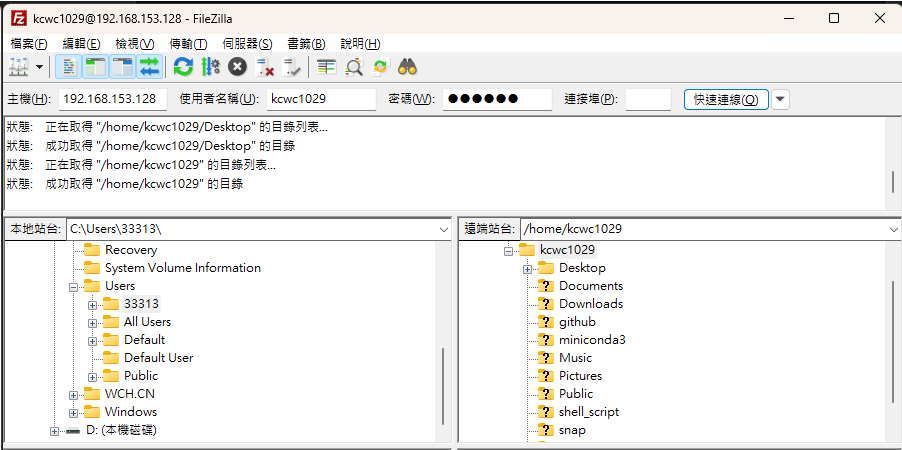 kcwc1029@192.168.153.128 - FileZilla
檔案(F) 編輯(E) 檢視(V) 傳輸(T) 伺服器(S) 書籤(B) 說明(H)
主機(H): 192.168.153.128 使用者名稱(U): kcwc1029 密碼(W): ●●●●●● 連接埠(P): 快速連線(Q)
狀態: 正在取得 "/home/kcwc1029/Desktop" 的目錄列表...
狀態: 成功取得 "/home/kcwc1029/Desktop" 的目錄
狀態: 正在取得 "/home/kcwc1029" 的目錄列表...
狀態: 成功取得 "/home/kcwc1029" 的目錄
本地站台: C:\Users\33313\
Recovery
System Volume Information
Users
33313
All Users
Default
Default User
Public
WCH.CN
Windows
D: (本機磁碟)
遠端站台: /home/kcwc1029
kcwc1029
Desktop
Documents
Downloads
github
miniconda3
Music
Pictures
Public
shell_script
snap